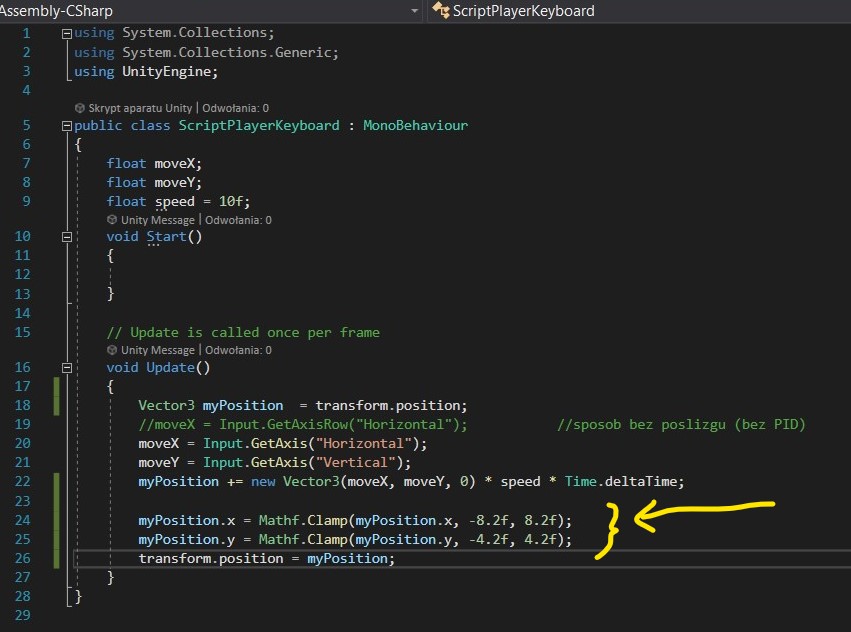 Assembly-CSharp
ScriptPlayerKeyboard
1 using System.Collections;
2 using System.Collections.Generic;
3 using UnityEngine;
4
Skrypt aparatu Unity | Odwołania: 0
5 public class ScriptPlayerKeyboard : MonoBehaviour
6 {
7 float moveX;
8 float moveY;
9 float speed = 10f;
Unity Message | Odwołania: 0
10 void Start()
11 {
12
13 }
14
15 // Update is called once per frame
Unity Message | Odwołania: 0
16 void Update()
17 {
18 Vector3 myPosition  = transform.position;
19 //moveX = Input.GetAxisRow("Horizontal"); //sposob bez poslizgu (bez PID)
20 moveX = Input.GetAxis("Horizontal");
21 moveY = Input.GetAxis("Vertical");
22 myPosition += new Vector3(moveX, moveY, 0) * speed * Time.deltaTime;
23
24 myPosition.x = Mathf.Clamp(myPosition.x, -8.2f, 8.2f);
25 myPosition.y = Mathf.Clamp(myPosition.y, -4.2f, 4.2f);
26 transform.position = myPosition;
27 }
28 }
29